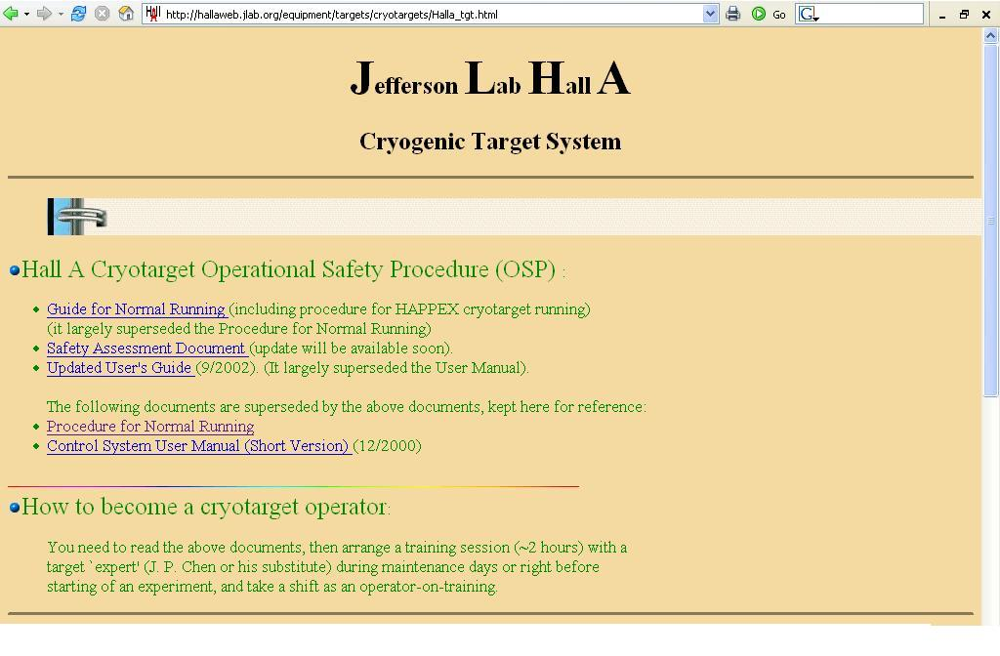 http://hallaweb.jlab.org/equipment/targets/cryotargets/Halla_tgt.html
Go
G
Jefferson Lab Hall A
Cryogenic Target System
Hall A Cryotarget Operational Safety Procedure (OSP) :
Guide for Normal Running (including procedure for HAPPEX cryotarget running)
(it largely superseded the Procedure for Normal Running)
Safety Assessment Document (update will be available soon).
Updated User's Guide (9/2002). (It largely superseded the User Manual).
The following documents are superseded by the above documents, kept here for reference:
Procedure for Normal Running
Control System User Manual (Short Version) (12/2000)
How to become a cryotarget operator:
You need to read the above documents, then arrange a training session (~2 hours) with a
target `expert' (J. P. Chen or his substitute) during maintenance days or right before
starting of an experiment, and take a shift as an operator-on-training.